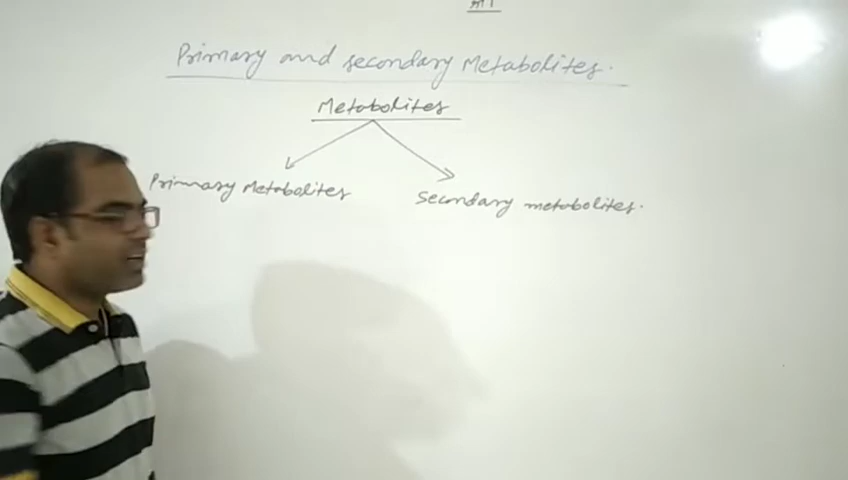 Primary and secondary Metabolites.
Metabolites
Primary Metabolites
Secondary metabolites.